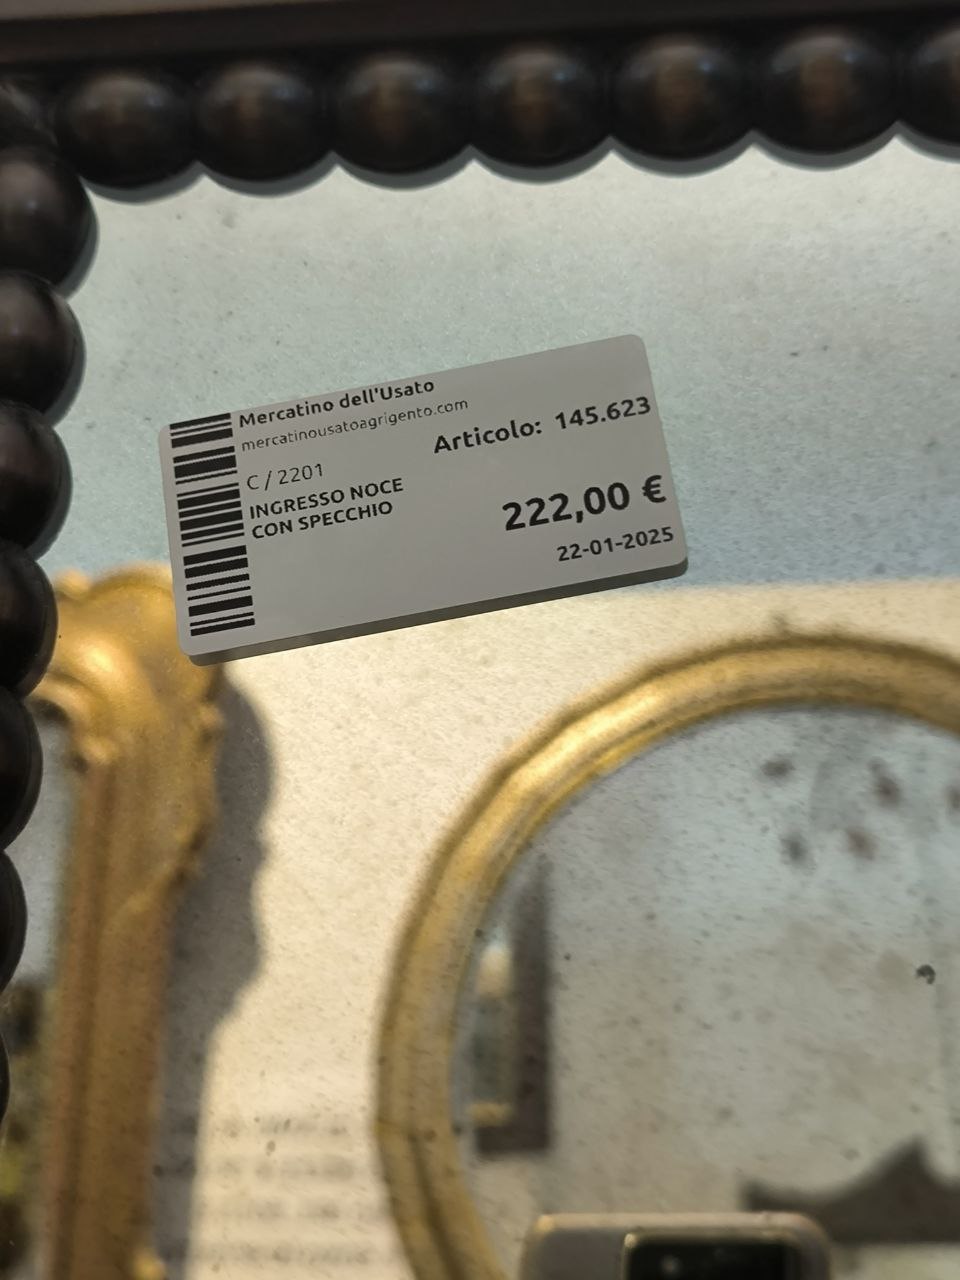 Mercatino dell'Usato
mercatinousatoagrigento.com
Articolo: 145.623
C / 2201
INGRESSO NOCE
CON SPECCHIO
222,00 €
22-01-2025